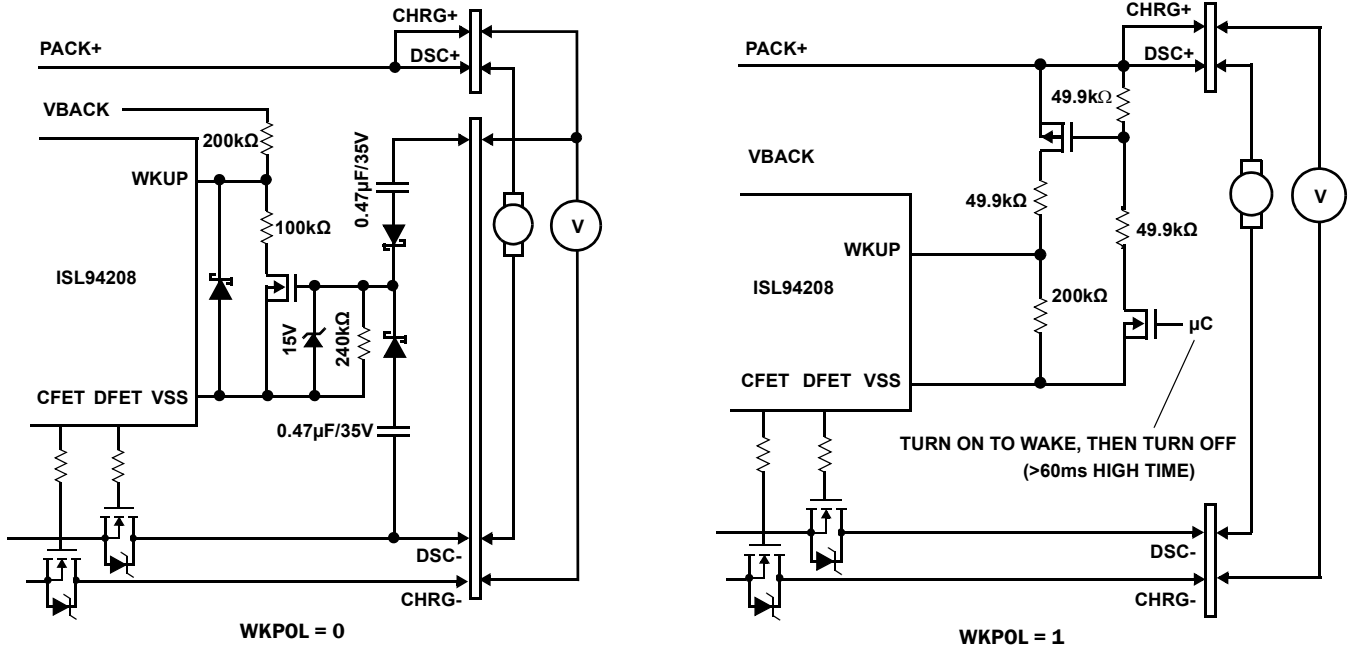 CHRG+
PACK+
DSC+
VBACK
200kΩ
WKUP
0.47µF/35V
100kΩ
ISL94208
15V
240kΩ
V
CFET DFET VSS
0.47µF/35V
DSC-
CHRG-
WKPOL = 0
CHRG+
PACK+
DSC+
49.9kΩ
VBACK
49.9kΩ
49.9kΩ
V
WKUP
ISL94208
200kΩ
µC
CFET DFET VSS
TURN ON TO WAKE, THEN TURN OFF
(>60ms HIGH TIME)
DSC-
CHRG-
WKPOL = 1